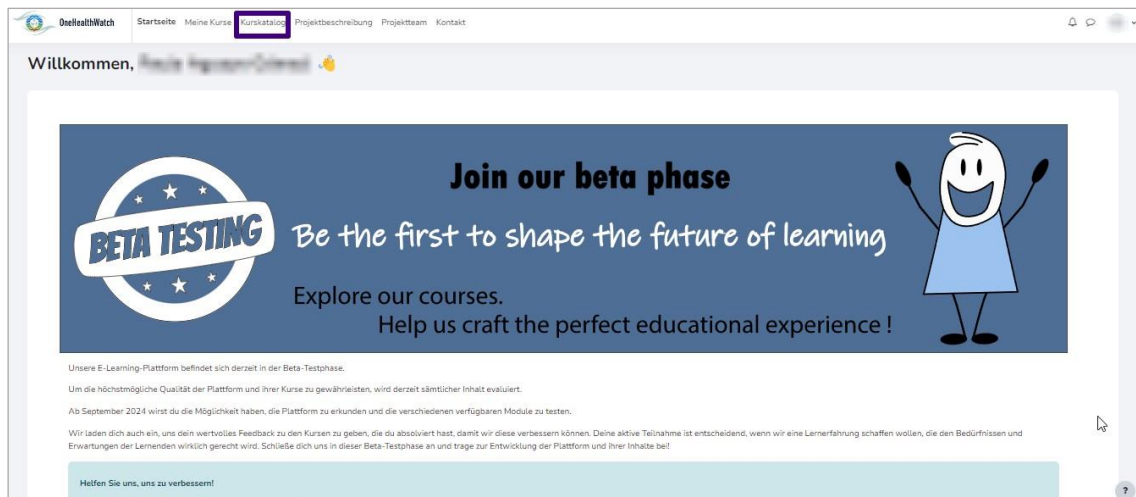 OneHealthWatch Startseite Meine Kurse Kurskatalog Projektbeschreibung Projektteam Kontakt
Willkommen,
BETA TESTING
Join our beta phase
Be the first to shape the future of learning
Explore our courses.
Help us craft the perfect educational experience !
Unsere E-Learning-Plattform befindet sich derzeit in der Beta-Testphase.
Um die höchstmögliche Qualität der Plattform und ihrer Kurse zu gewährleisten, wird derzeit sämtlicher Inhalt evaluiert.
Ab September 2024 wirst du die Möglichkeit haben, die Plattform zu erkunden und die verschiedenen verfügbaren Module zu testen.
Wir laden dich auch ein, uns dein wertvolles Feedback zu den Kursen zu geben, die du absolviert hast, damit wir diese verbessern können. Deine aktive Teilnahme ist entscheidend, wenn wir eine Lernerfahrung schaffen wollen, die den Bedürfnissen und
Erwartungen der Lernenden wirklich gerecht wird. Schließe dich uns in dieser Beta-Testphase an und trage zur Entwicklung der Plattform und ihrer Inhalte bei!
Helfen Sie uns, uns zu verbessern!
?